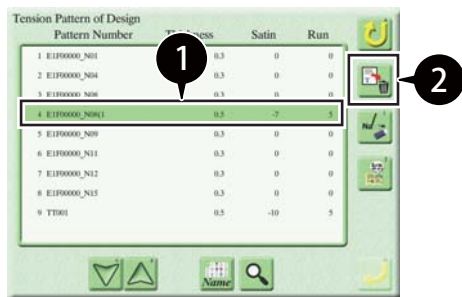 Tension Pattern of Design
Pattern Number Thickness Satin Run
1 E1F00000_N01 0.3 0 0
2 E1F00000_N04 0.3 0 0
3 E1F00000_N06 0.3 0 0
4 E1F00000_N08(1 0.5 -7 5
5 E1F00000_N09 0.3 0 0
6 E1F00000_N11 0.3 0 0
7 E1F00000_N12 0.3 0 0
8 E1F00000_N15 0.3 0 0
9 TT001 0.5 -10 5
Name
1
2